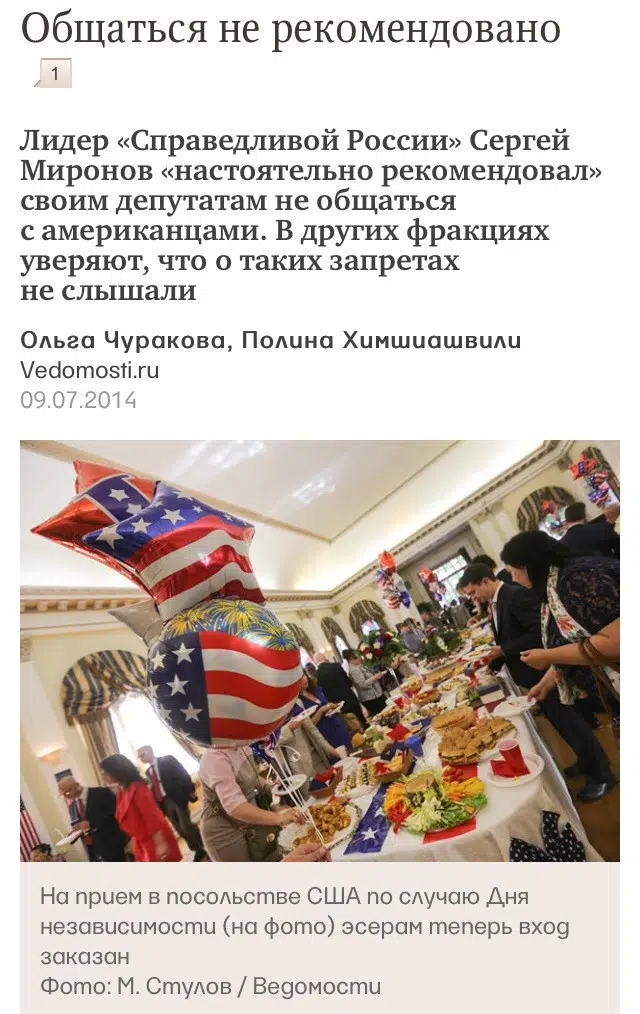 Общаться не рекомендовано
1
Лидер «Справедливой России» Сергей
Миронов «настоятельно рекомендовал»
своим депутатам не общаться
с американцами. В других фракциях
уверяют, что о таких запретах
не слышали
Ольга Чуракова, Полина Химшиашвили
Vedomosti.ru
09.07.2014
На прием в посольстве США по случаю Дня
независимости (на фото) эсерам теперь вход
заказан
Фото: М. Стулов / Ведомости